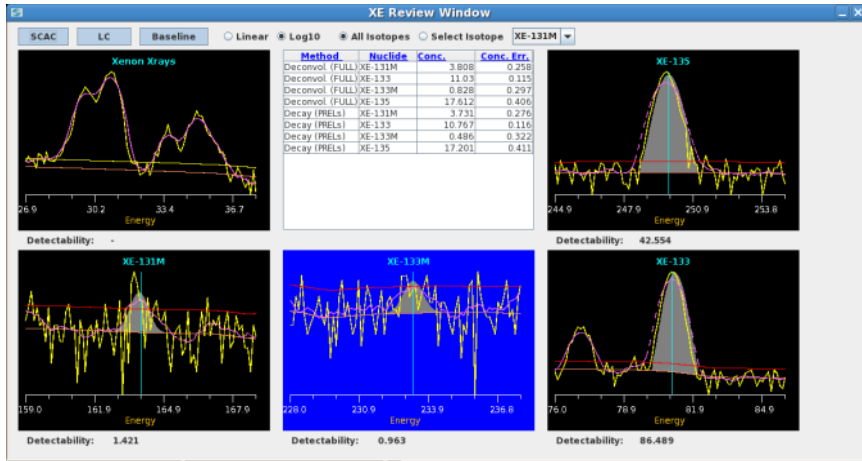 XE Review Window
SCAC LC Baseline Linear Log10 All Isotopes Select Isotope XE-131M
Xenon Xrays
26.9 30.2 33.4 36.7
Energy
Detectability: -
Method Nuclide Conc. Conc. Err.
Deconvol. (FULL) XE-131M 3.808 0.258
Deconvol. (FULL) XE-133 11.03 0.115
Deconvol. (FULL) XE-133M 0.828 0.297
Deconvol. (FULL) XE-135 17.612 0.406
Decay (PRELs) XE-131M 3.731 0.276
Decay (PRELs) XE-133 10.767 0.116
Decay (PRELs) XE-133M 0.486 0.322
Decay (PRELs) XE-135 17.201 0.411
XE-135
244.9 247.9 250.9 253.8
Energy
Detectability: 42.554
XE-131M
159.0 161.9 164.9 167.9
Energy
Detectability: 1.421
XE-133M
228.0 230.9 233.9 236.8
Energy
Detectability: 0.963
XE-133
76.0 78.9 81.9 84.9
Energy
Detectability: 86.489